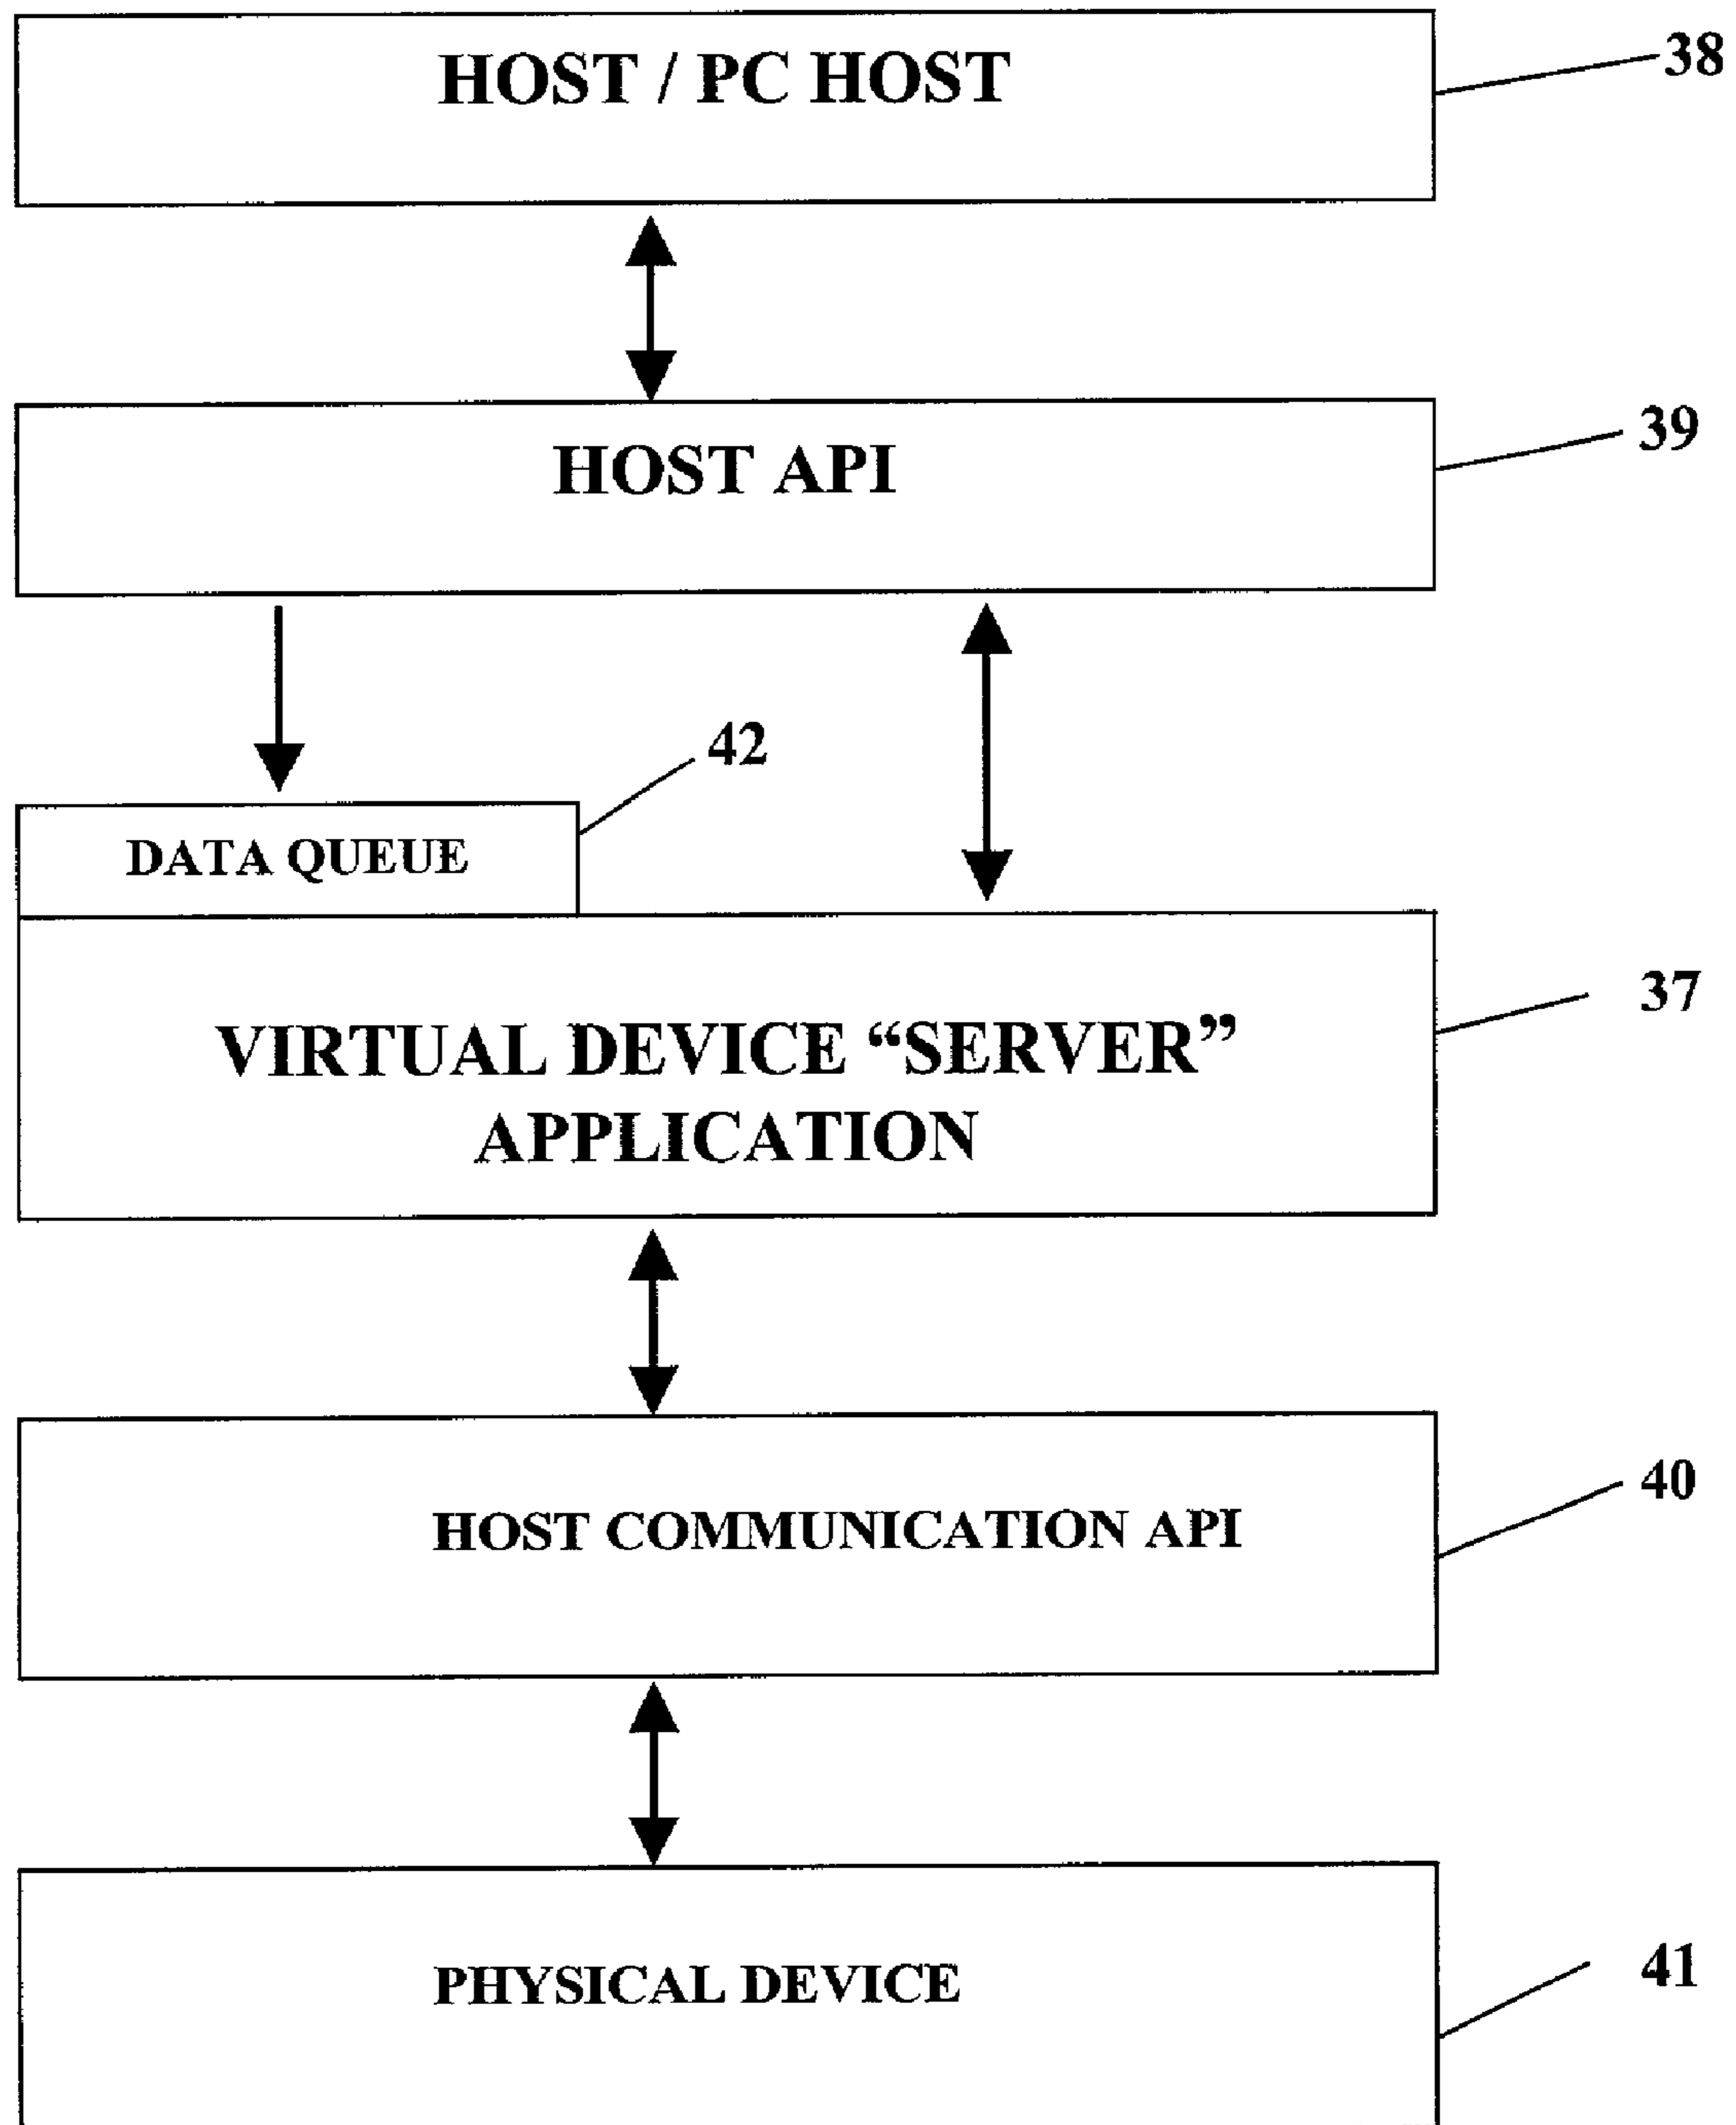 HOST / PC HOST
38
HOST API
39
42
DATA QUEUE
37
VIRTUAL DEVICE “SERVER”
APPLICATION
40
HOST COMMUNICATION API
41
PHYSICAL DEVICE